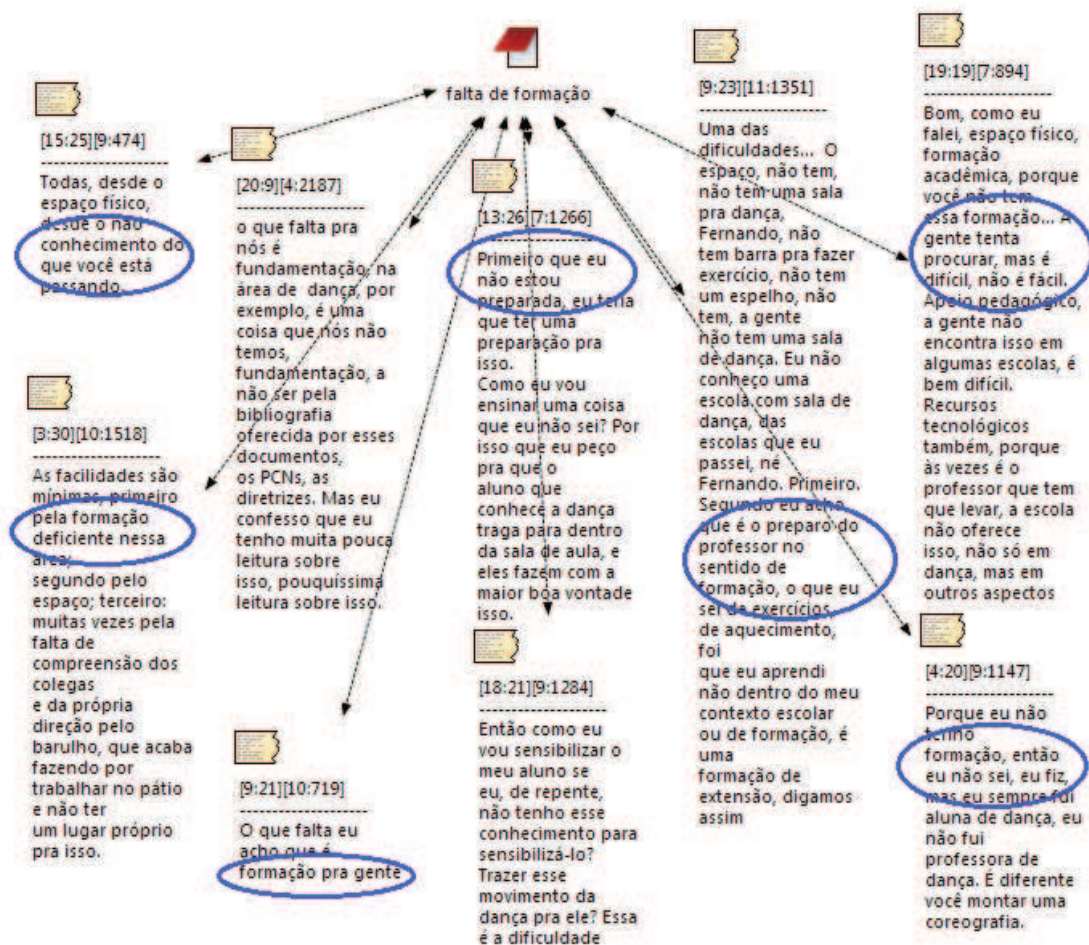 falta de formação
[15:25][9:474]
--------------------
Todas, desde o
espaço físico,
desde o não
conhecimento do
que você está
passando.
[20:9][4:2187]
--------------------
o que falta pra
nós é
fundamentação, na
área de dança, por
exemplo, é uma
coisa que nós não
temos,
fundamentação, a
não ser pela
bibliografia
oferecida por esses
documentos,
os PCNs, as
diretrizes. Mas eu
confesso que eu
tenho muita pouca
leitura sobre
isso, pouquíssima
leitura sobre isso.
[13:26][7:1266]
--------------------
Primeiro que eu
não estou
preparada, eu teria
que ter uma
preparação pra
isso.
Como eu vou
ensinar uma coisa
que eu não sei? Por
isso que eu peço
pra que o
aluno que
conhece a dança
traga para dentro
da sala de aula, e
eles fazem com a
maior boa vontade
isso.
[9:23][11:1351]
--------------------
Uma das
dificuldades... O
espaço, não tem,
não tem uma sala
pra dança,
Fernando, não
tem barra pra fazer
exercício, não tem
um espelho, não
tem, a gente
não tem uma sala
de dança. Eu não
conheço uma
escola com sala de
dança, das
escolas que eu
passei, né
Fernando. Primeiro.
Segundo eu acho
que é o preparo do
professor no
sentido de
formação, o que eu
sei de exercícios,
de aquecimento,
foi
que eu aprendi
não dentro do meu
contexto escolar
ou de formação, é
uma
formação de
extensão, digamos
assim
[19:19][7:894]
--------------------
Bom, como eu
falei, espaço físico,
formação
acadêmica, porque
você não tem
essa formação... A
gente tenta
procurar, mas é
difícil, não é fácil.
Apoio pedagógico,
a gente não
encontra isso em
algumas escolas, é
bem difícil.
Recursos
tecnológicos
também, porque
às vezes é o
professor que tem
que levar, a escola
não oferece
isso, não só em
dança, mas em
outros aspectos
[3:30][10:1518]
--------------------
As facilidades são
mínimas, primeiro
pela formação
deficiente nessa
área;
segundo pelo
espaço; terceiro:
muitas vezes pela
falta de
compreensão dos
colegas
e da própria
direção pelo
barulho, que acaba
fazendo por
trabalhar no pátio
e não ter
um lugar próprio
pra isso.
[9:21][10:719]
--------------------
O que falta eu
acho que é
formação pra gente
[18:21][9:1284]
--------------------
Então como eu
vou sensibilizar o
meu aluno se
eu, de repente,
não tenho esse
conhecimento para
sensibilizá-lo?
Trazer esse
movimento da
dança pra ele? Essa
é a dificuldade
[4:20][9:1147]
--------------------
Porque eu não
tenho
formação, então
eu não sei, eu fiz,
mas eu sempre fui
aluna de dança, eu
não fui
professora de
dança. É diferente
você montar uma
coreografia.